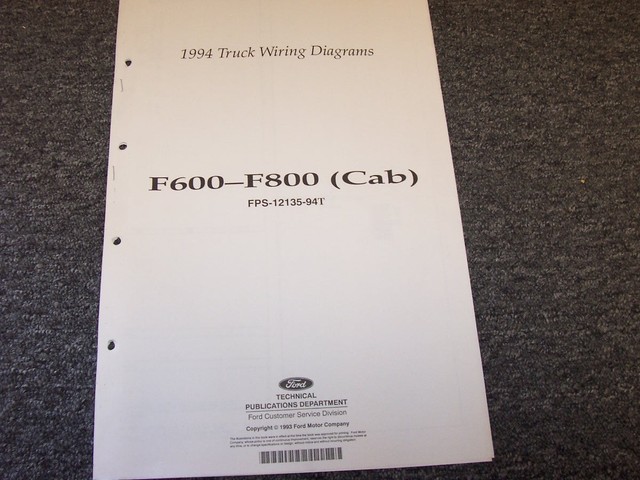 1994 Truck Wiring Diagrams
F600–F800 (Cab)
FPS-12135-94T
Ford
TECHNICAL
PUBLICATIONS DEPARTMENT
Ford Customer Service Division
Copyright © 1993 Ford Motor Company